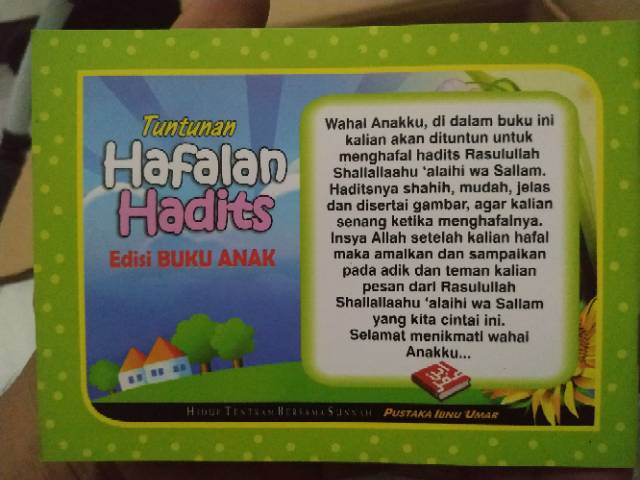 Tuntunan
Hafalan
Hadits
Edisi BUKU ANAK
Wahai Anakku, di dalam buku ini
kalian akan dituntun untuk
menghafal hadits Rasulullah
Shallallaahu 'alaihi wa Sallam.
Haditsnya shahih, mudah, jelas
dan disertai gambar, agar kalian
senang ketika menghafalnya.
Insya Allah setelah kalian hafal
maka amalkan dan sampaikan
pada adik dan teman kalian
pesan dari Rasulullah
Shallallaahu 'alaihi wa Sallam
yang kita cintai ini.
Selamat menikmati wahai
Anakku...
HIDUP TENTRAM BERSAMA SUNNAH PUSTAKA IBNU 'UMAR